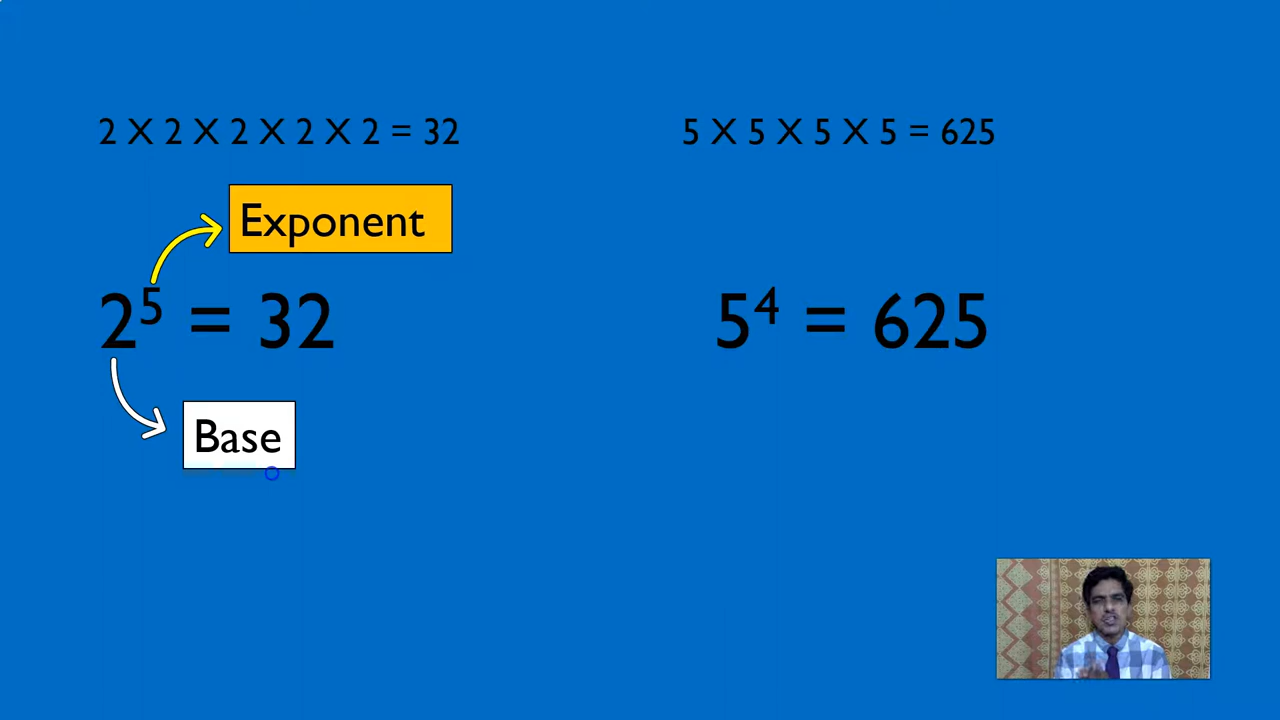 2 X 2 X 2 X 2 X 2 = 32
Exponent
2⁵ = 32
Base
5 X 5 X 5 X 5 = 625
5⁴ = 625